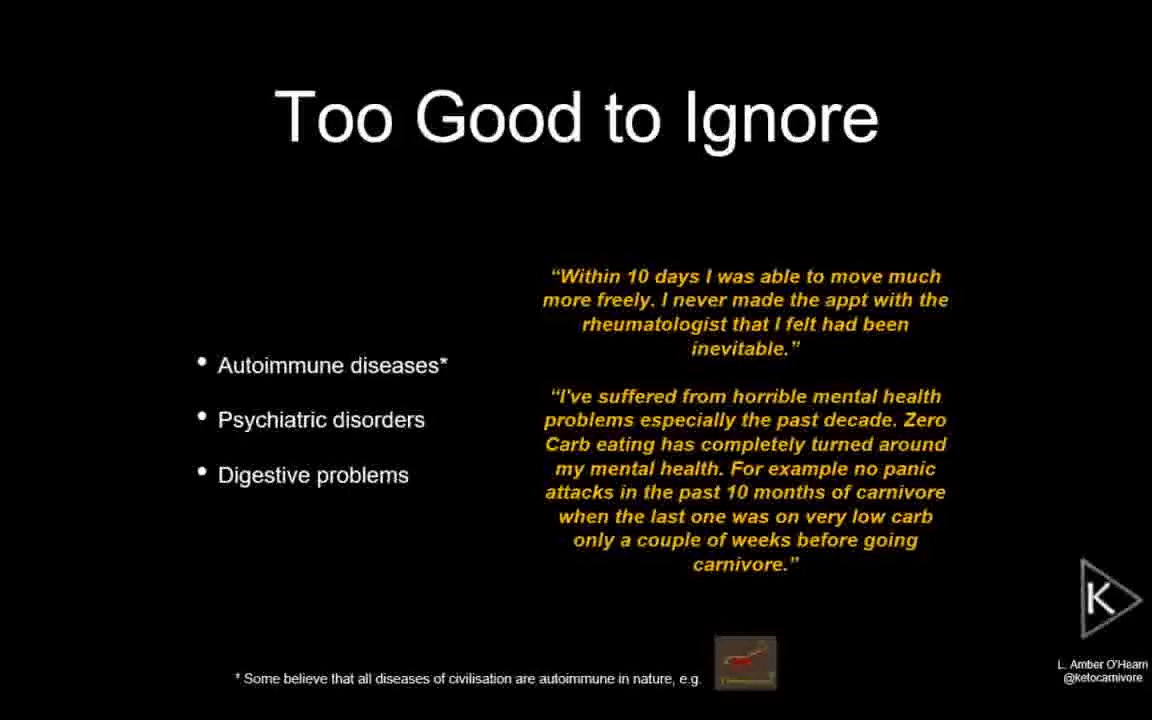 Too Good to Ignore
• Autoimmune diseases*
• Psychiatric disorders
• Digestive problems
“Within 10 days I was able to move much
more freely. I never made the appt with the
rheumatologist that I felt had been
inevitable.”
“I've suffered from horrible mental health
problems especially the past decade. Zero
Carb eating has completely turned around
my mental health. For example no panic
attacks in the past 10 months of carnivore
when the last one was on very low carb
only a couple of weeks before going
carnivore.”
* Some believe that all diseases of civilisation are autoimmune in nature, e.g.
K
L. Amber O'Hearn
@ketocarnivore